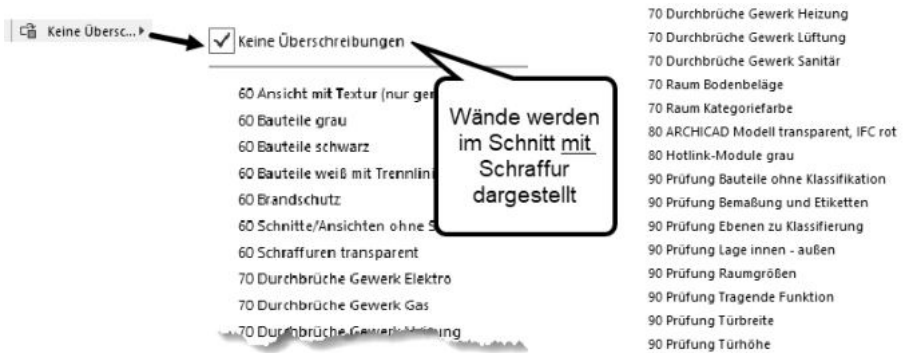 Keine Übersc...
Keine Überschreibungen
60 Ansicht mit Textur (nur ger
60 Bauteile grau
60 Bauteile schwarz
60 Bauteile weiß mit Trennlini
60 Brandschutz
60 Schnitte/Ansichten ohne S
60 Schraffuren transparent
70 Durchbrüche Gewerk Elektro
70 Durchbrüche Gewerk Gas
70 Durchbrüche Gewerk Heizung
Wände werden
im Schnitt mit
Schraffur
dargestellt
70 Durchbrüche Gewerk Heizung
70 Durchbrüche Gewerk Lüftung
70 Durchbrüche Gewerk Sanitär
70 Raum Bodenbeläge
70 Raum Kategoriefarbe
80 ARCHICAD Modell transparent, IFC rot
80 Hotlink-Module grau
90 Prüfung Bauteile ohne Klassifikation
90 Prüfung Bemaßung und Etiketten
90 Prüfung Ebenen zu Klassifierung
90 Prüfung Lage innen - außen
90 Prüfung Raumgrößen
90 Prüfung Tragende Funktion
90 Prüfung Türbreite
90 Prüfung Türhöhe